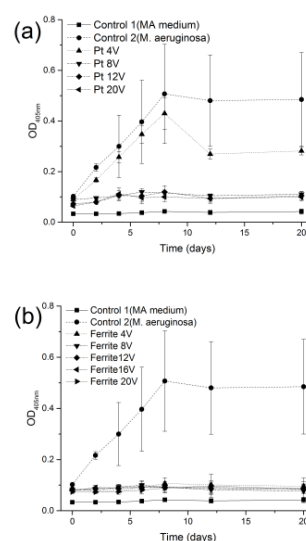 (a)
Control 1(MA medium)
Control 2(M. aeruginosa)
Pt 4V
Pt 8V
Pt 12V
Pt 20V
0.8
0.6
0.4
0.2
0.0
OD405nm
0
5
10
15
20
Time (days)
(b)
Control 1(MA medium)
Control 2(M. aeruginosa)
Ferrite 4V
Ferrite 8V
Ferrite12V
Ferrite16V
Ferrite 20V
0.8
0.6
0.4
0.2
0.0
OD405nm
0
5
10
15
20
Time (days)